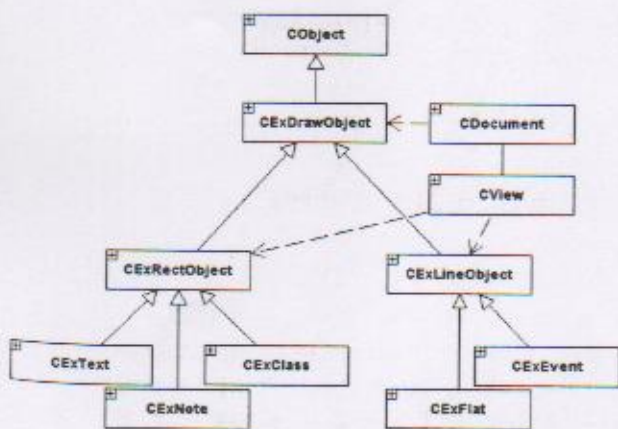 CObject
CExDrawObject
CDocument
CView
CExRectObject
CExLineObject
CExText
CExClass
CExEvent
CExNote
CExFlat